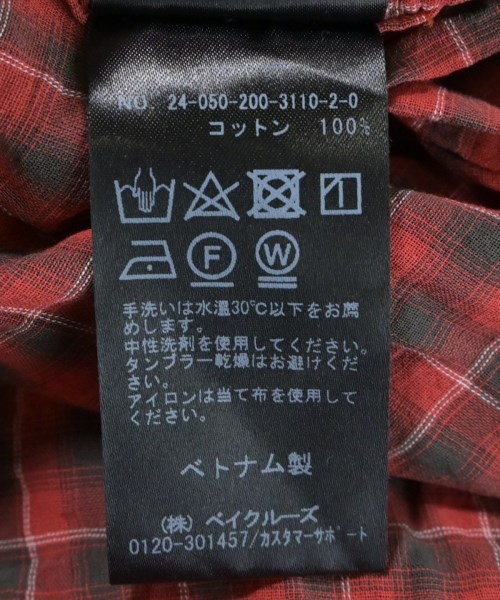 NO. 24-050-200-3110-2-0
コットン 100%
F
W
手洗いは水温30℃以下をお薦
めします。
中性洗剤を使用してください。
タンブラー乾燥はお避けくださ
い。
アイロンは当て布を使用して
ください。
ベトナム製
(株) ベイクルーズ
0120-301457/カスタマーサポート